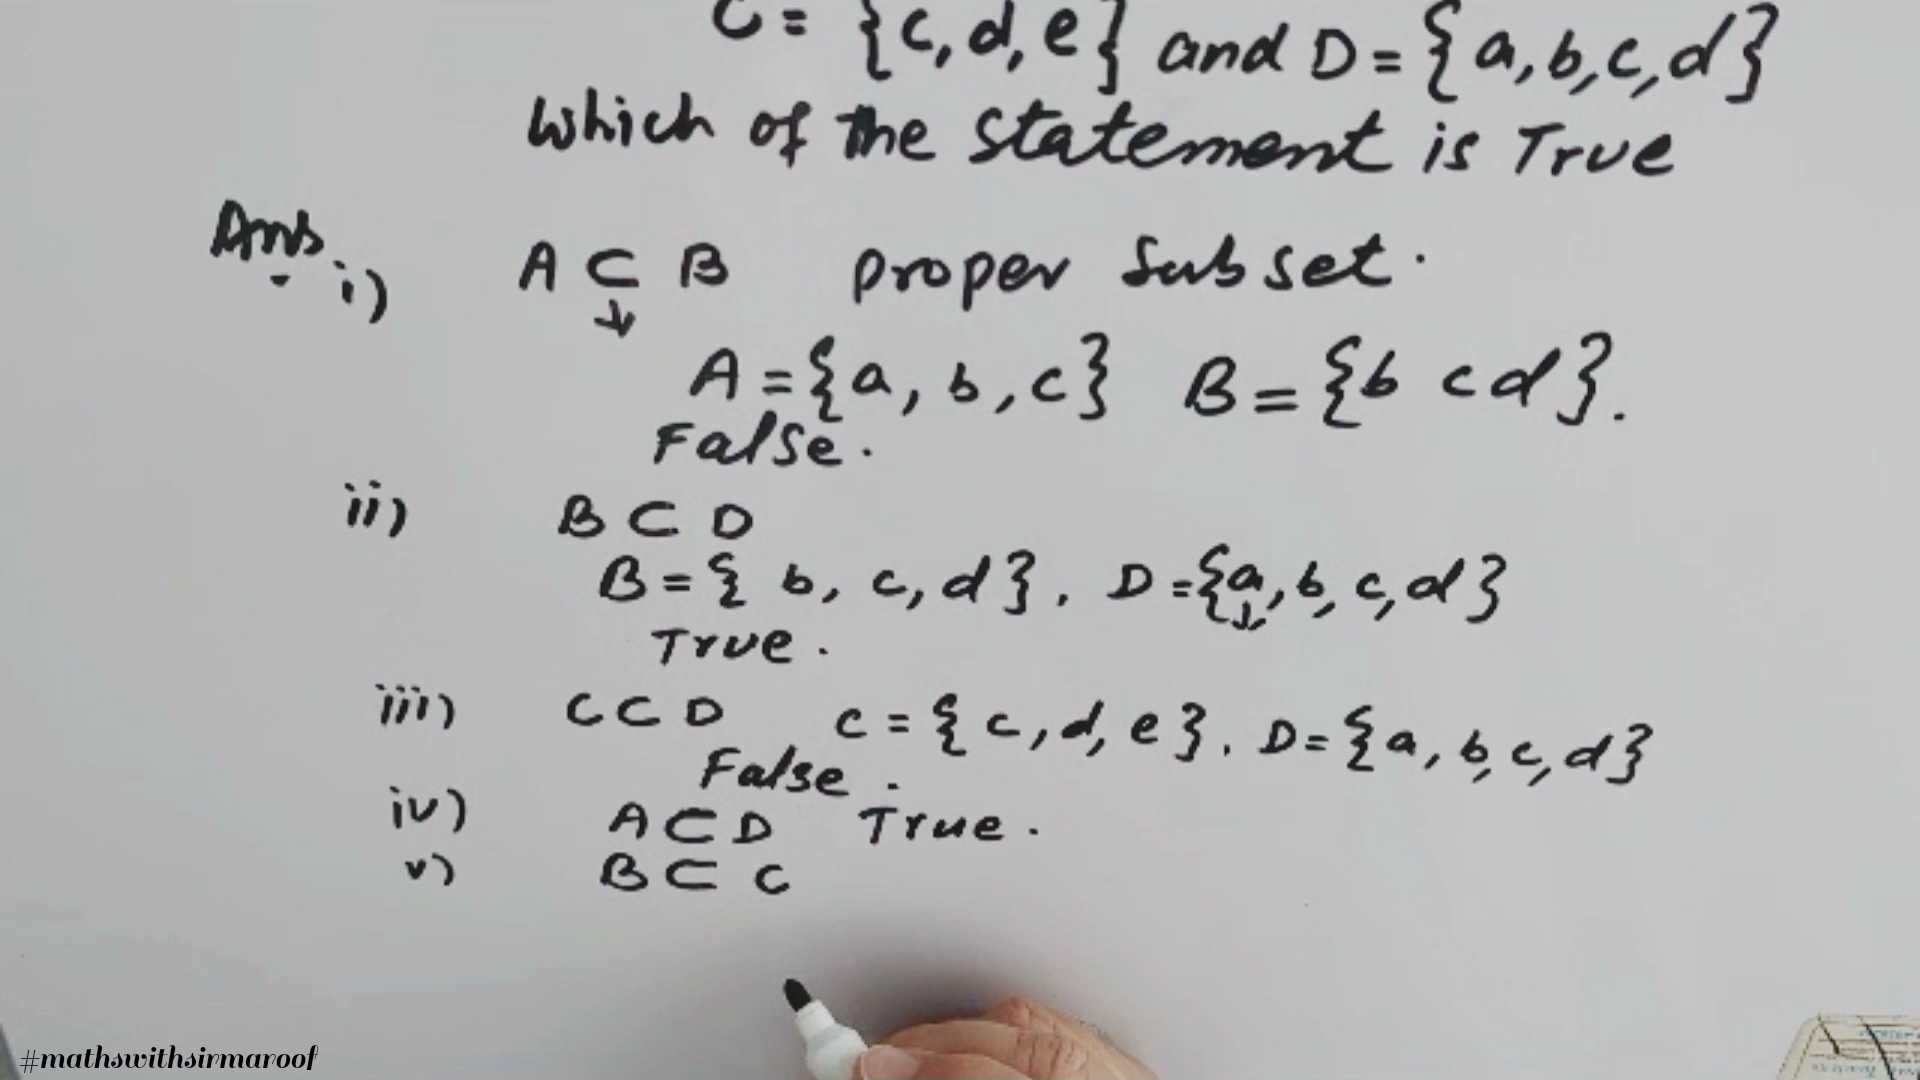 C = {c, d, e} and D = {a, b, c, d}
which of the statement is True
Ans i) A ⊂ B proper subset.
A = {a, b, c} B = {b c d}.
False.
ii) B ⊂ D
B = { b, c, d}. D = {a, b, c, d}
True.
iii) C ⊂ D C = { c, d, e}. D = {a, b, c, d}
False.
iv) A ⊂ D True.
v) B ⊂ C
#mathswithsirmaroof